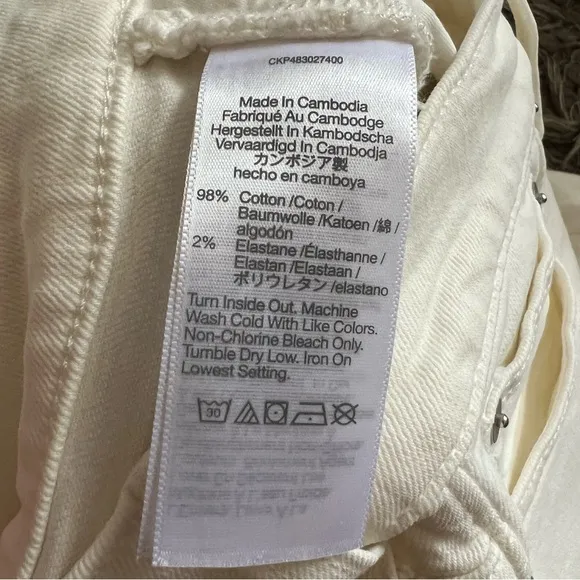 CKP483027400
Made In Cambodia
Fabriqué Au Cambodge
Hergestellt In Kambodscha
Vervaardigd In Cambodja
カンボジア製
hecho en camboya
98% Cotton /Coton /
Baumwolle /Katoen /綿 /
algodón
2% Elastane /Élasthanne /
Elastan /Elastaan /
ポリウレタン /elastano
Turn Inside Out. Machine
Wash Cold With Like Colors.
Non-Chlorine Bleach Only.
Tumble Dry Low. Iron On
Lowest Setting.
30